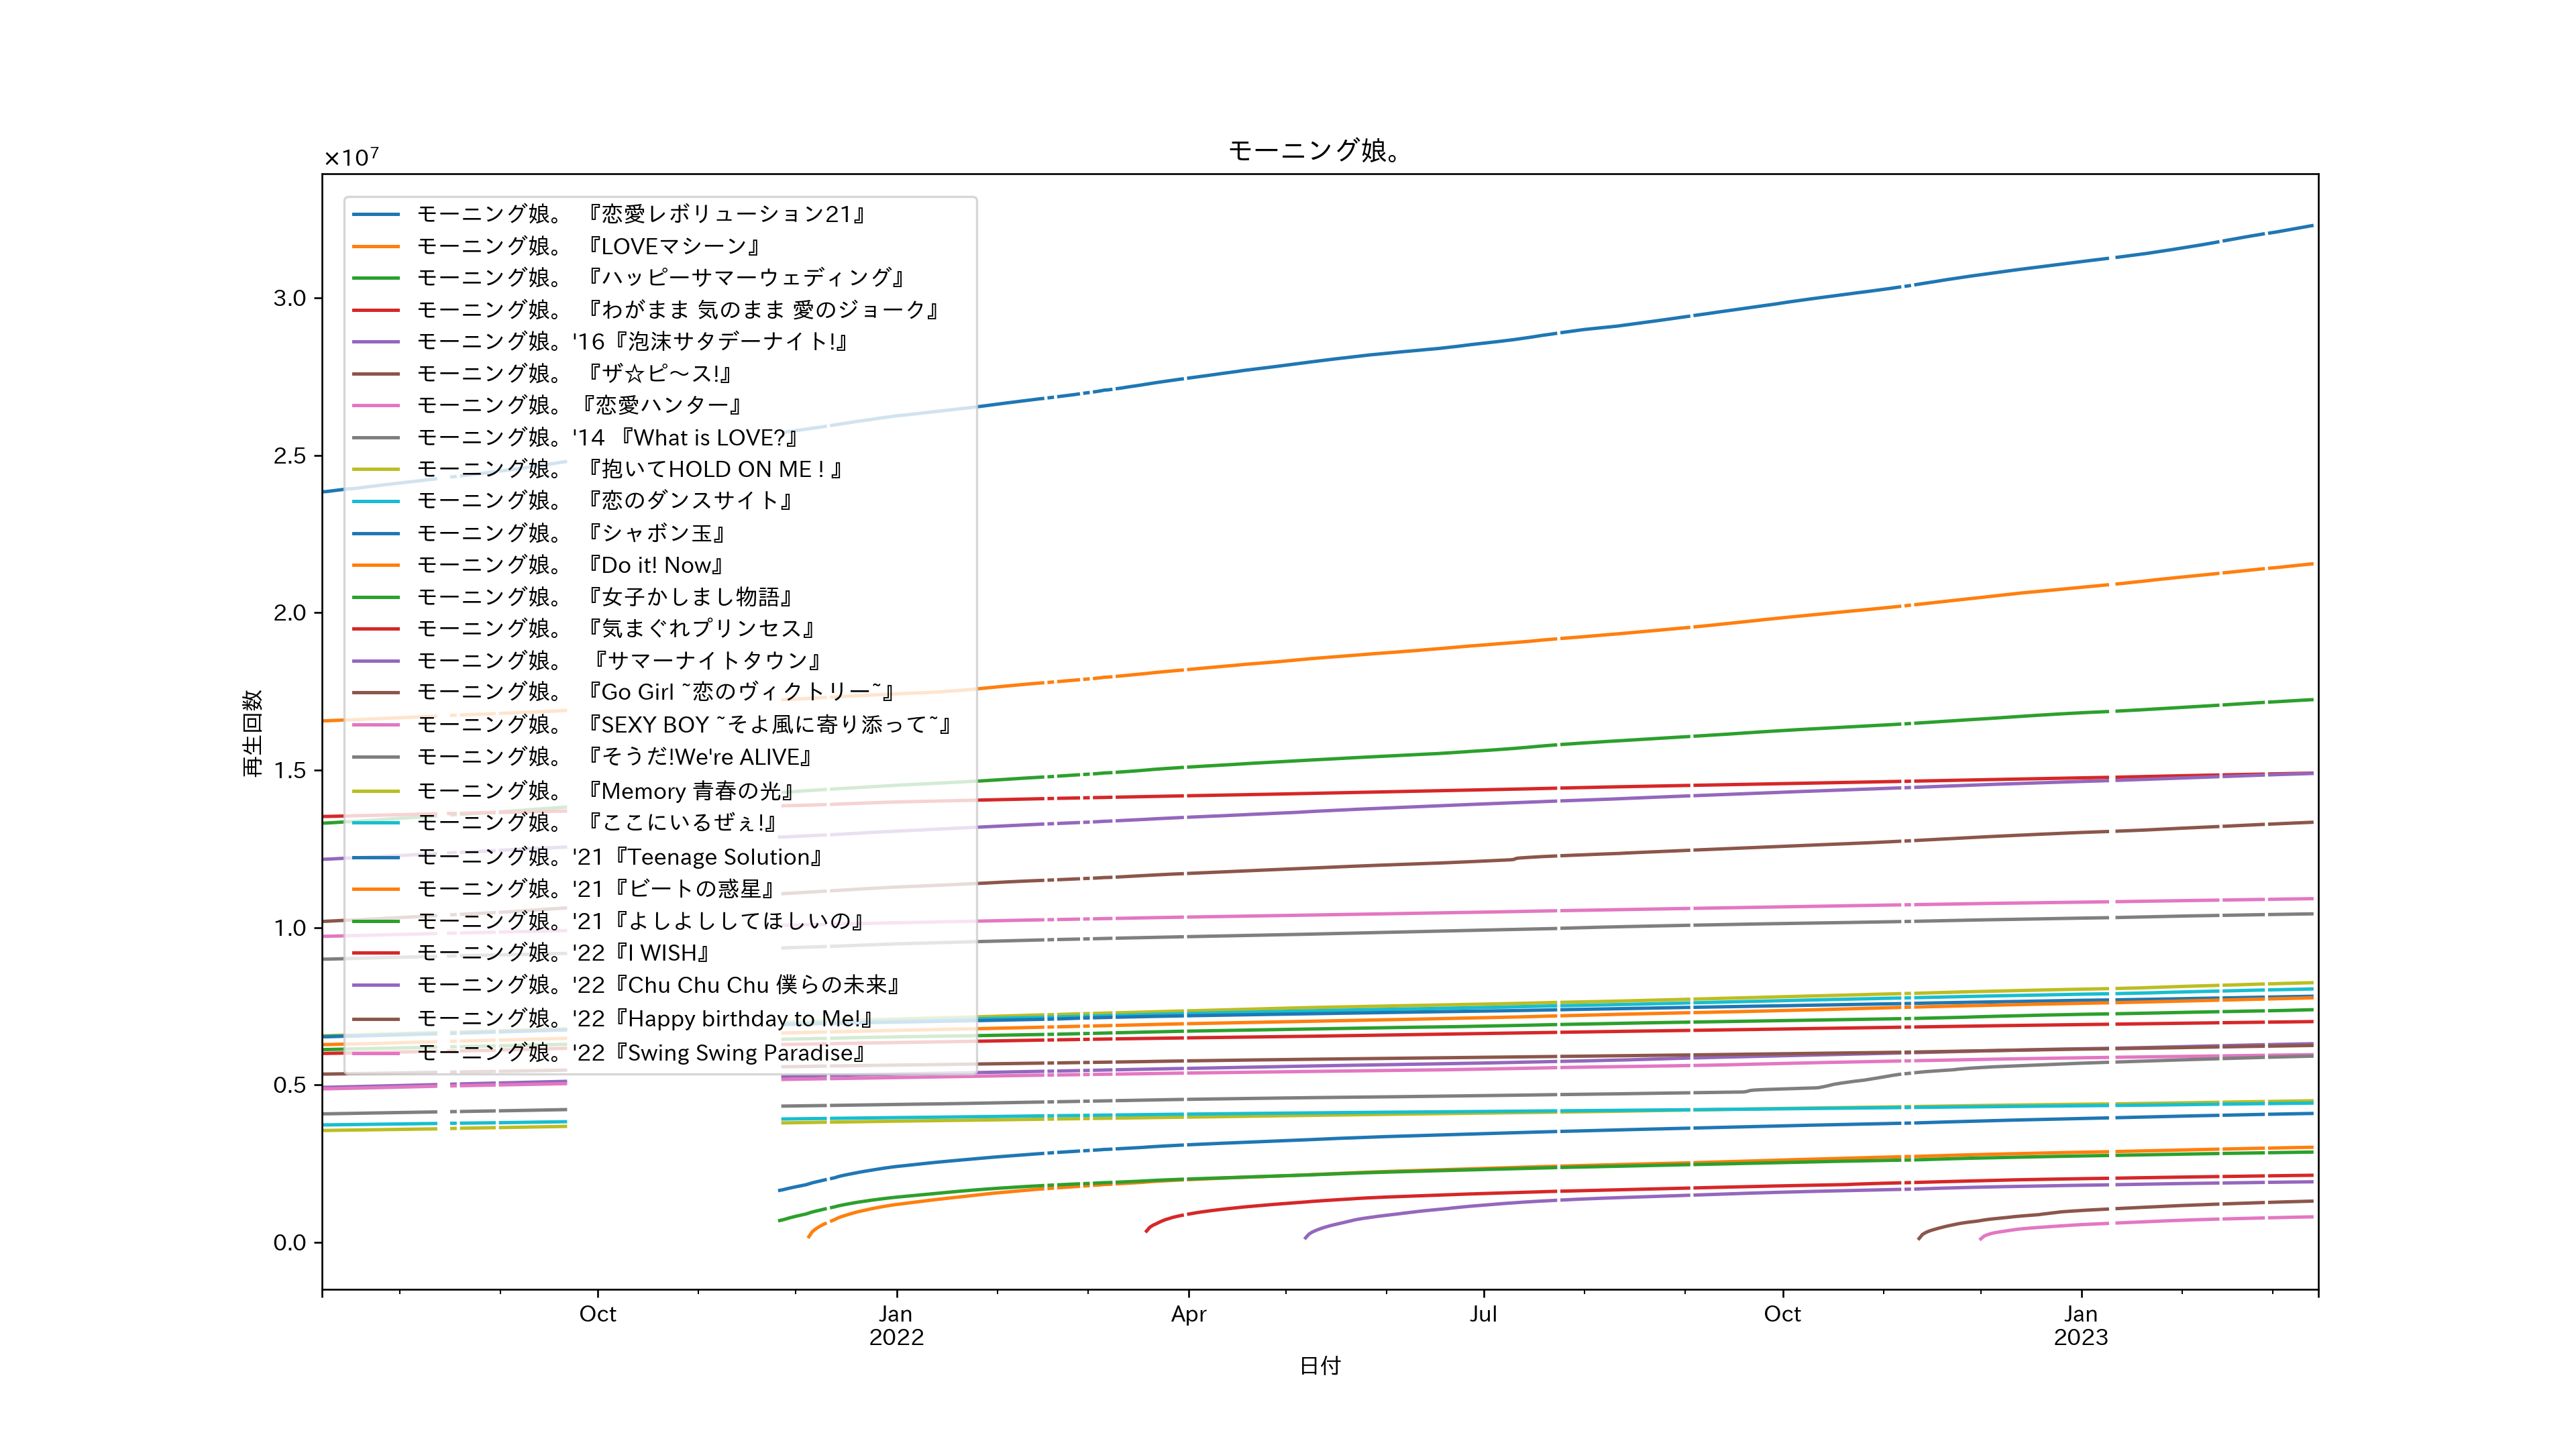 モーニング娘。
×10⁷
モーニング娘。 『恋愛レボリューション21』
モーニング娘。 『LOVEマシーン』
モーニング娘。 『ハッピーサマーウェディング』
モーニング娘。 『わがまま 気のまま 愛のジョーク』
モーニング娘。'16『泡沫サタデーナイト!』
モーニング娘。 『ザ☆ピ〜ス!』
モーニング娘。『恋愛ハンター』
モーニング娘。'14 『What is LOVE?』
モーニング娘。 『抱いてHOLD ON ME ! 』
モーニング娘。 『恋のダンスサイト』
モーニング娘。 『シャボン玉』
モーニング娘。 『Do it! Now』
モーニング娘。 『女子かしまし物語』
モーニング娘。 『気まぐれプリンセス』
モーニング娘。 『サマーナイトタウン』
モーニング娘。 『Go Girl ~恋のヴィクトリー~』
モーニング娘。 『SEXY BOY ~そよ風に寄り添って~』
モーニング娘。 『そうだ!We're ALIVE』
モーニング娘。 『Memory 青春の光』
モーニング娘。 『ここにいるぜぇ!』
モーニング娘。'21『Teenage Solution』
モーニング娘。'21『ビートの惑星』
モーニング娘。'21『よしよししてほしいの』
モーニング娘。'22『I WISH』
モーニング娘。'22『Chu Chu Chu 僕らの未来』
モーニング娘。'22『Happy birthday to Me!』
モーニング娘。'22『Swing Swing Paradise』
再生回数
3.0
2.5
2.0
1.5
1.0
0.5
0.0
Oct
Jan
2022
Apr
Jul
Oct
Jan
2023
日付